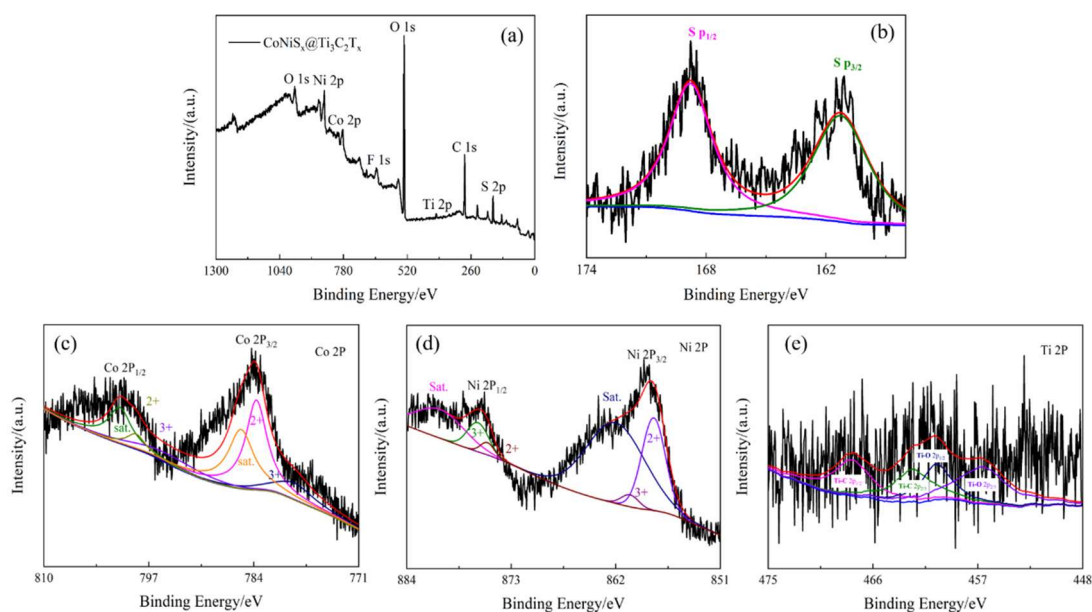 (a)
CoNiSₓ@Ti₃C₂Tₓ
O 1s
O 1s
Ni 2p
Co 2p
F 1s
C 1s
S 2p
Ti 2p
Intensity/(a.u.)
1300 1040 780 520 260 0
Binding Energy/eV
(b)
S p₁/₂
S p₃/₂
Intensity/(a.u.)
174 168 162
Binding Energy/eV
(c)
Co 2P₃/₂
Co 2P
Co 2P₁/₂
2+
sat.
3+
2+
sat.
3+
Intensity/(a.u.)
810 797 784 771
Binding Energy/eV
(d)
Ni 2P₃/₂
Ni 2P
Sat.
Ni 2P₁/₂
Sat.
3+
2+
2+
3+
Intensity/(a.u.)
884 873 862 851
Binding Energy/eV
(e)
Ti 2P
Ti-O
Ti-C
Ti-C
Ti-O
Intensity/(a.u.)
475 466 457 448
Binding Energy/eV